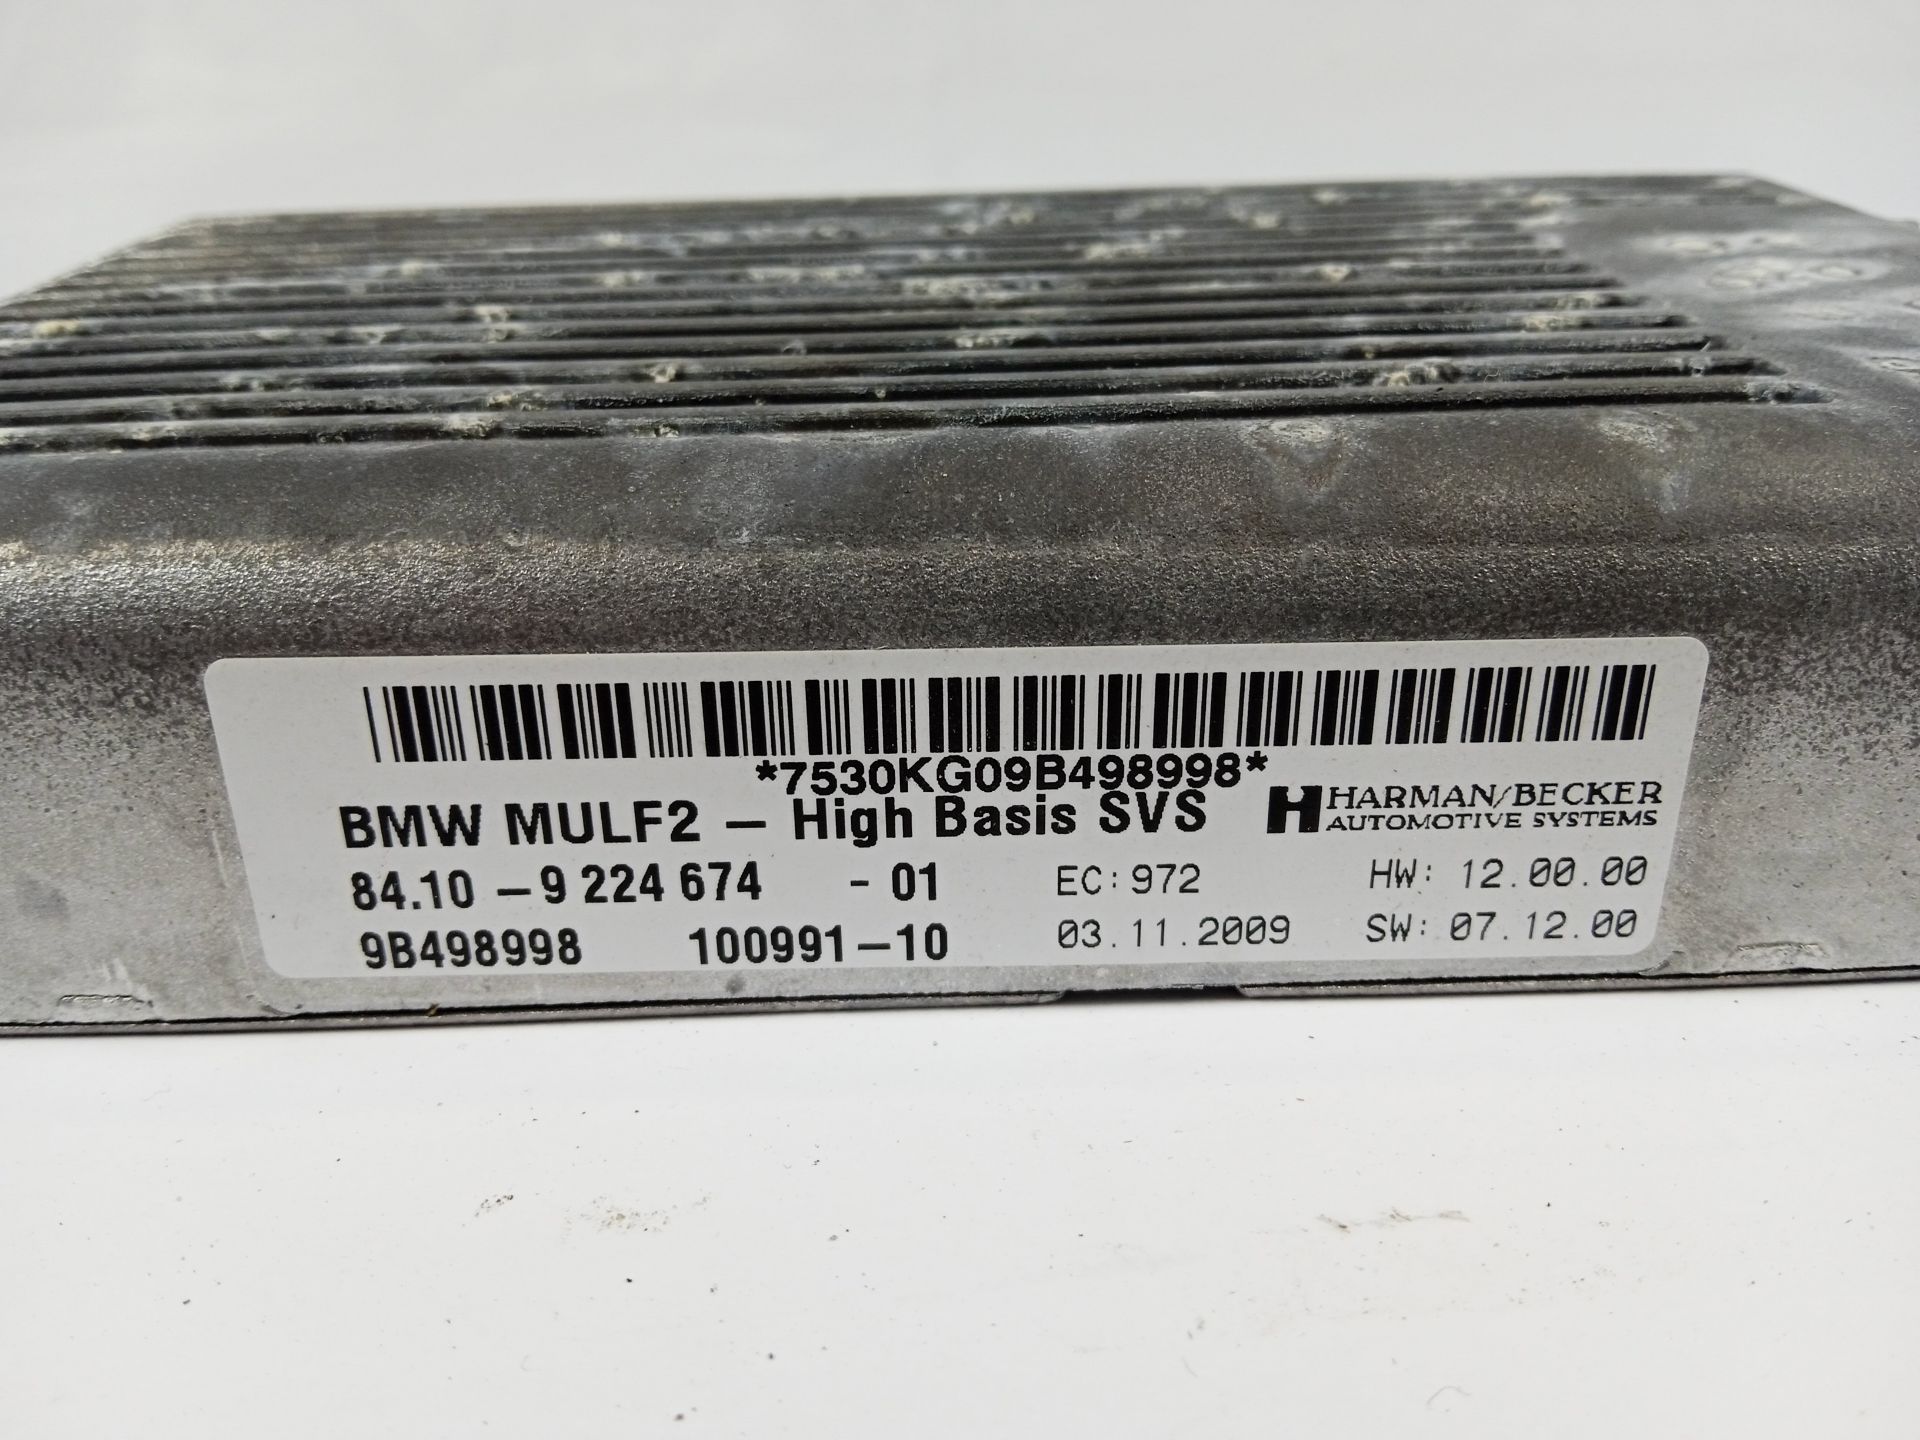 *7530KG09B498998*
BMW MULF2 – High Basis SVS
HARMAN/BECKER
AUTOMOTIVE SYSTEMS
84.10 – 9 224 674 - 01 EC: 972 HW: 12.00.00
9B498998 100991–10 03.11.2009 SW: 07.12.00